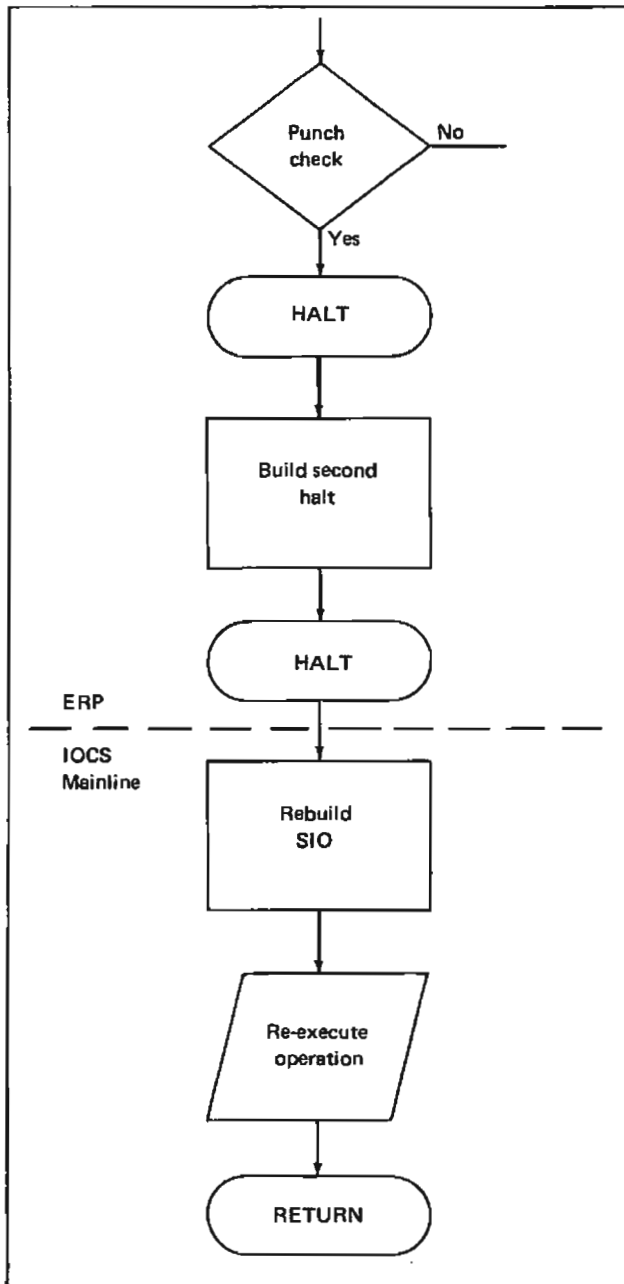 Punch
check
No
Yes
HALT
Build second
halt
HALT
ERP
IOCS
Mainline
Rebuild
SIO
Re-execute
operation
RETURN